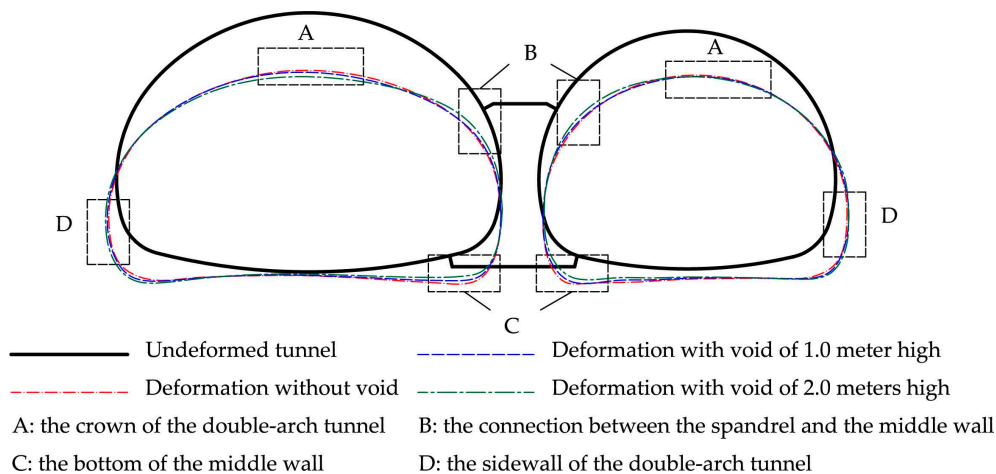 A
B
A
D
D
C
Undeformed tunnel
Deformation with void of 1.0 meter high
Deformation without void
Deformation with void of 2.0 meters high
A: the crown of the double-arch tunnel
B: the connection between the spandrel and the middle wall
C: the bottom of the middle wall
D: the sidewall of the double-arch tunnel